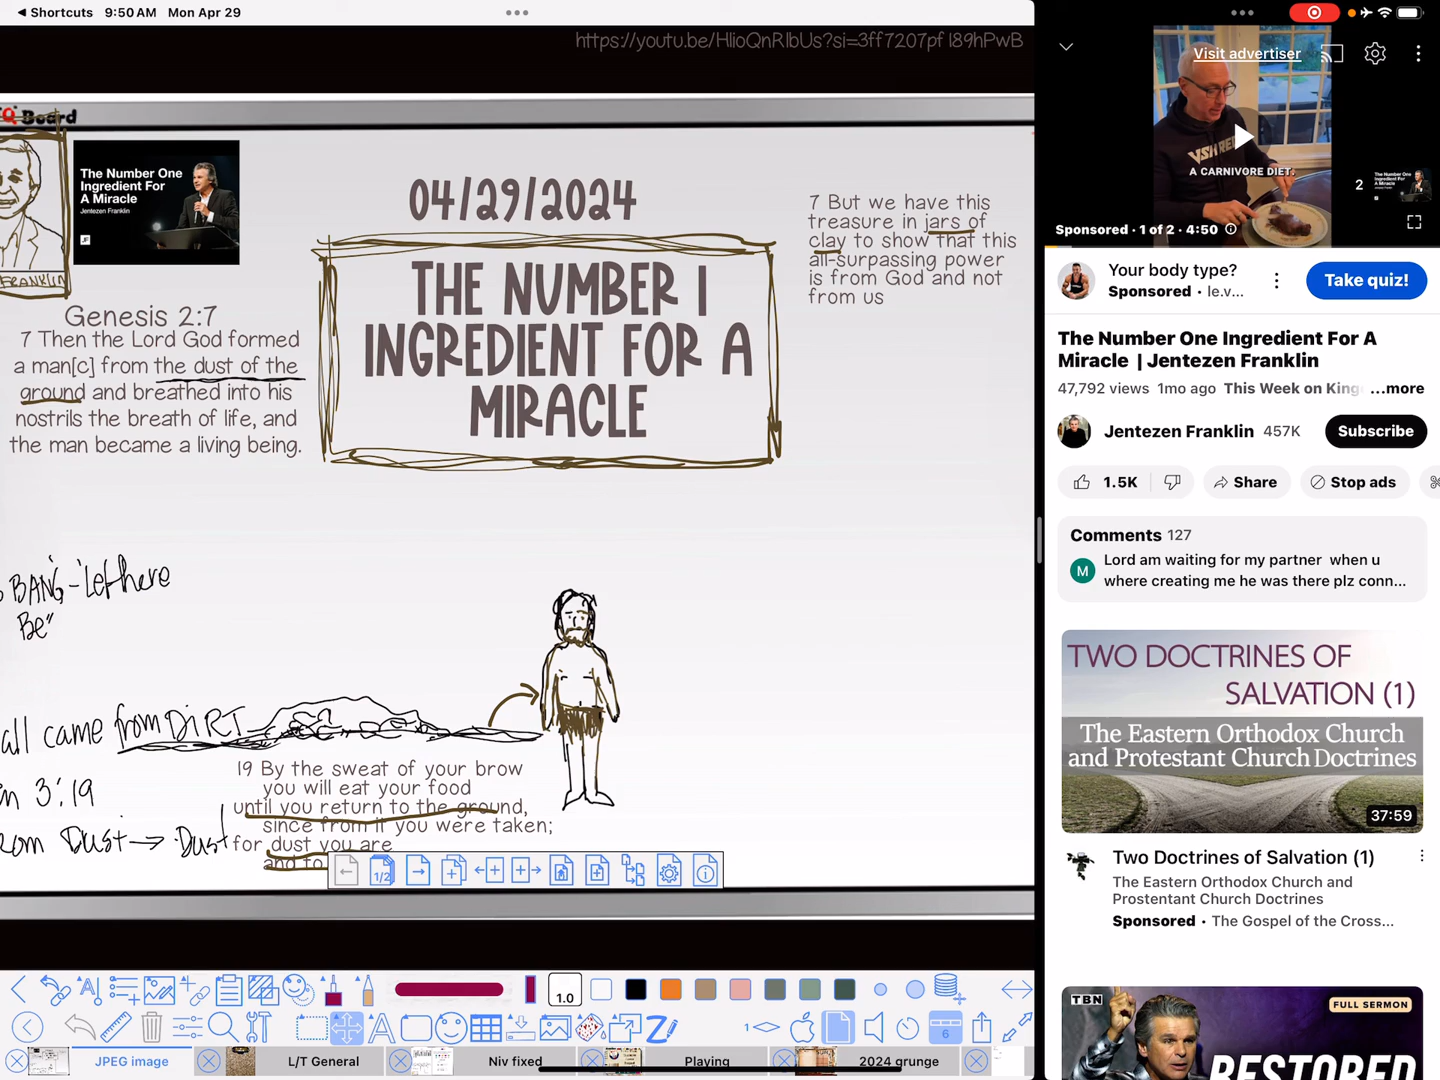 Shortcuts 9:50 AM Mon Apr 29
https://youtu.be/HlioQnRlbUs?si=3ff7207pf189hPwB
Board
FRANKLIN
The Number One
Ingredient For
A Miracle
Jentezen Franklin
04/29/2024
THE NUMBER 1
INGREDIENT FOR A
MIRACLE
7 But we have this
treasure in jars of
clay to show that this
all-surpassing power
is from God and not
from us
Genesis 2:7
7 Then the Lord God formed
a man[c] from the dust of the
ground and breathed into his
nostrils the breath of life, and
the man became a living being.
BANG - "Let there
Be"
all came from DiRT
n 3:19
rom Dust → Dust
19 By the sweat of your brow
you will eat your food
until you return to the ground,
since from it you were taken;
for dust you are
and to
1/2
1.0
1
6
JPEG image
L/T General
Niv fixed
Playing
2024 grunge
Visit advertiser
VSHRED
A CARNIVORE DIET.
2
Sponsored · 1 of 2 · 4:50
Your body type?
Sponsored · le.v...
Take quiz!
The Number One Ingredient For A
Miracle | Jentezen Franklin
47,792 views 1mo ago This Week on King ...more
Jentezen Franklin 457K Subscribe
1.5K Share Stop ads
Comments 127
M
Lord am waiting for my partner when u
where creating me he was there plz conn...
TWO DOCTRINES OF
SALVATION (1)
The Eastern Orthodox Church
and Protestant Church Doctrines
37:59
Two Doctrines of Salvation (1)
The Eastern Orthodox Church and
Prostentant Church Doctrines
Sponsored · The Gospel of the Cross...
TBN
FULL SERMON
RESTORED